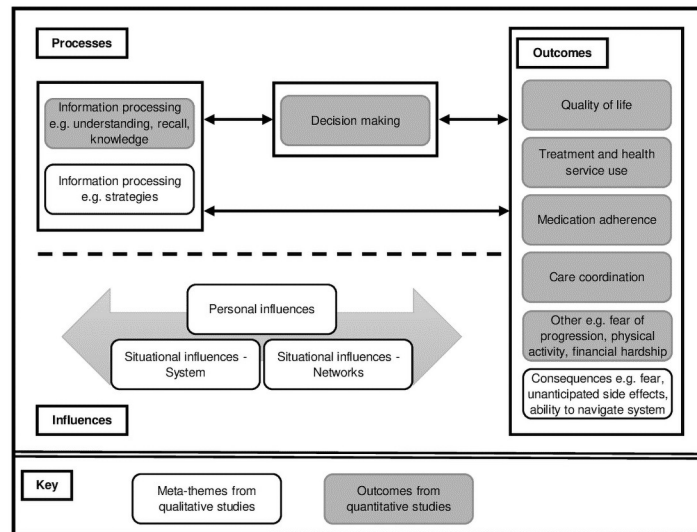 Processes
Outcomes
Information processing
e.g. understanding, recall,
knowledge
Information processing
e.g. strategies
Decision making
Quality of life
Treatment and health
service use
Medication adherence
Care coordination
Other e.g. fear of
progression, physical
activity, financial hardship
Consequences e.g. fear,
unanticipated side effects,
ability to navigate system
Personal influences
Situational influences -
System
Situational influences -
Networks
Influences
Key
Meta-themes from
qualitative studies
Outcomes from
quantitative studies